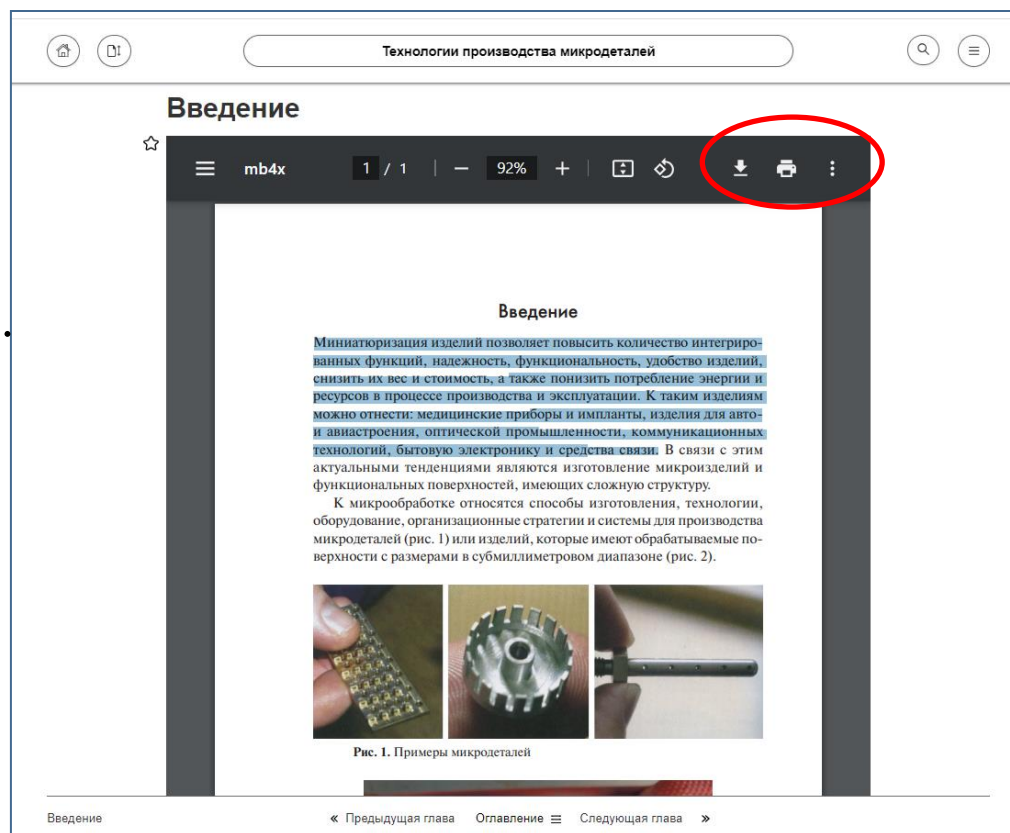 Технологии производства микродеталей
Введение
mb4x 1 / 1 92%
Введение
Миниатюризация изделий позволяет повысить количество интегриро-
ванных функций, надежность, функциональность, удобство изделий,
снизить их вес и стоимость, а также понизить потребление энергии и
ресурсов в процессе производства и эксплуатации. К таким изделиям
можно отнести: медицинские приборы и импланты, изделия для авто-
и авиастроения, оптической промышленности, коммуникационных
технологий, бытовую электронику и средства связи. В связи с этим
актуальными тенденциями являются изготовление микроизделий и
функциональных поверхностей, имеющих сложную структуру.
К микрообработке относятся способы изготовления, технологии,
оборудование, организационные стратегии и системы для производства
микродеталей (рис. 1) или изделий, которые имеют обрабатываемые по-
верхности с размерами в субмиллиметровом диапазоне (рис. 2).
Рис. 1. Примеры микродеталей
Введение « Предыдущая глава Оглавление Следующая глава »